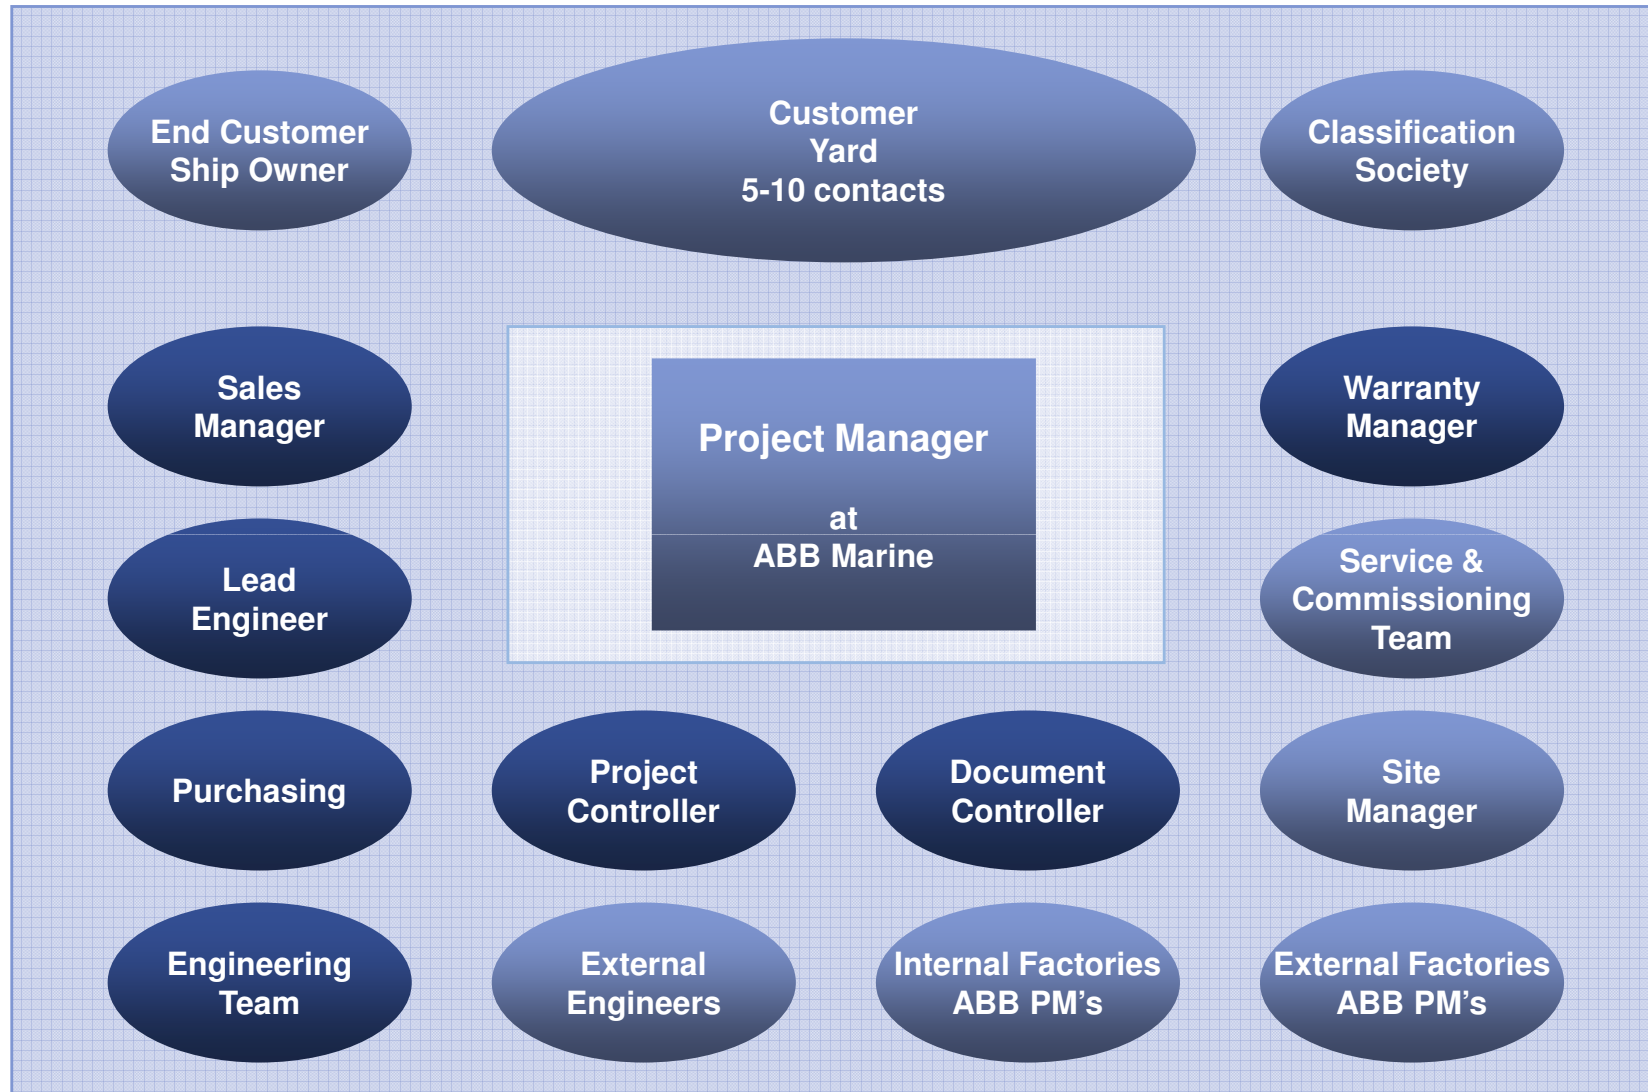 End Customer
Ship Owner
Customer
Yard
5-10 contacts
Classification
Society
Sales
Manager
Project Manager
at
ABB Marine
Warranty
Manager
Lead
Engineer
Service &
Commissioning
Team
Purchasing
Project
Controller
Document
Controller
Site
Manager
Engineering
Team
External
Engineers
Internal Factories
ABB PM’s
External Factories
ABB PM’s